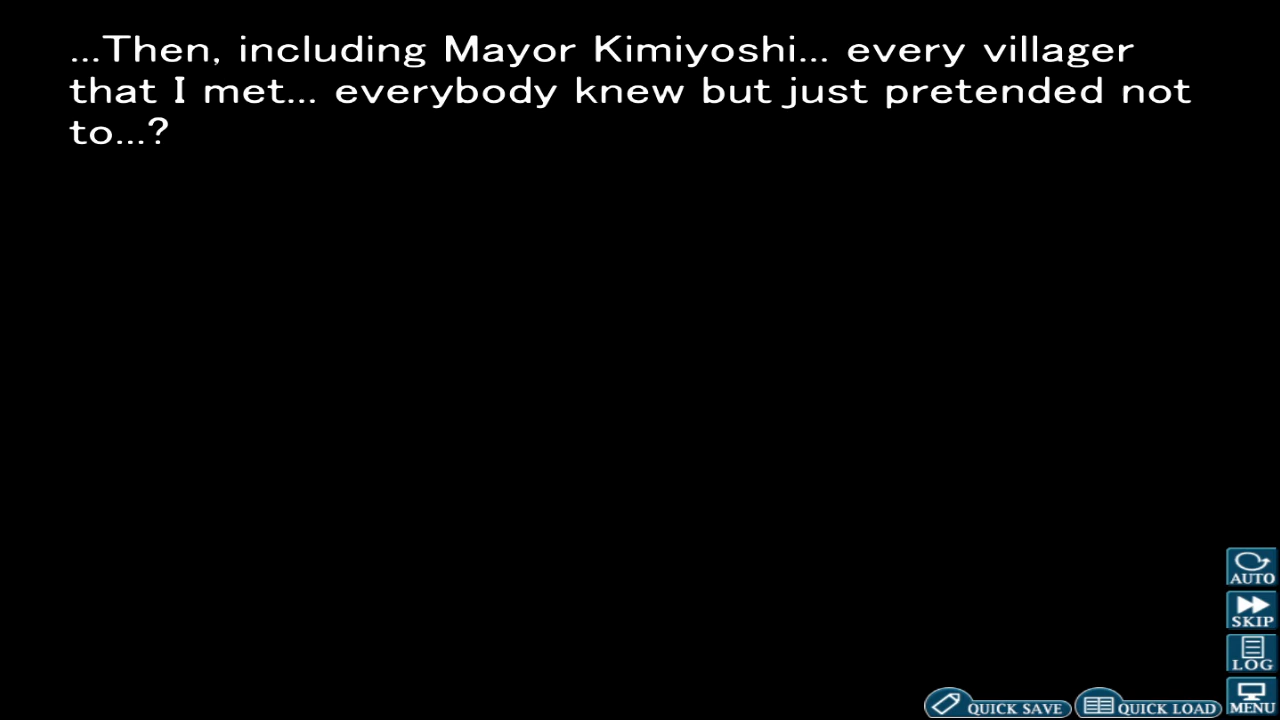 ...Then, including Mayor Kimiyoshi... every villager
that I met... everybody knew but just pretended not
to...?
AUTO
SKIP
LOG
QUICK SAVE
QUICK LOAD
MENU